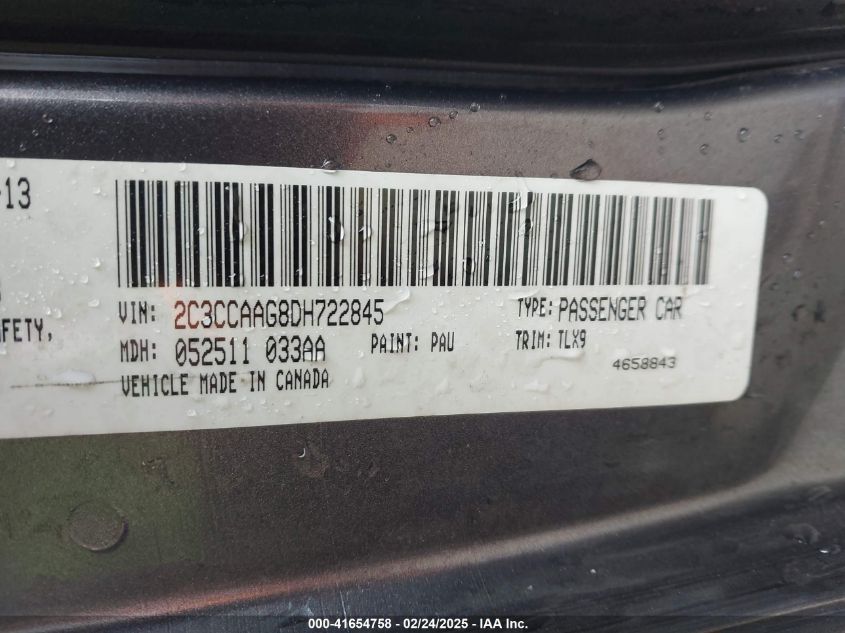 -13
VIN: 2C3CCAAG8DH722845 TYPE: PASSENGER CAR
AFETY,
MDH: 052511 033AA PAINT: PAU TRIM: TLX9
4658843
VEHICLE MADE IN CANADA
000-41654758 - 02/24/2025 - IAA Inc.